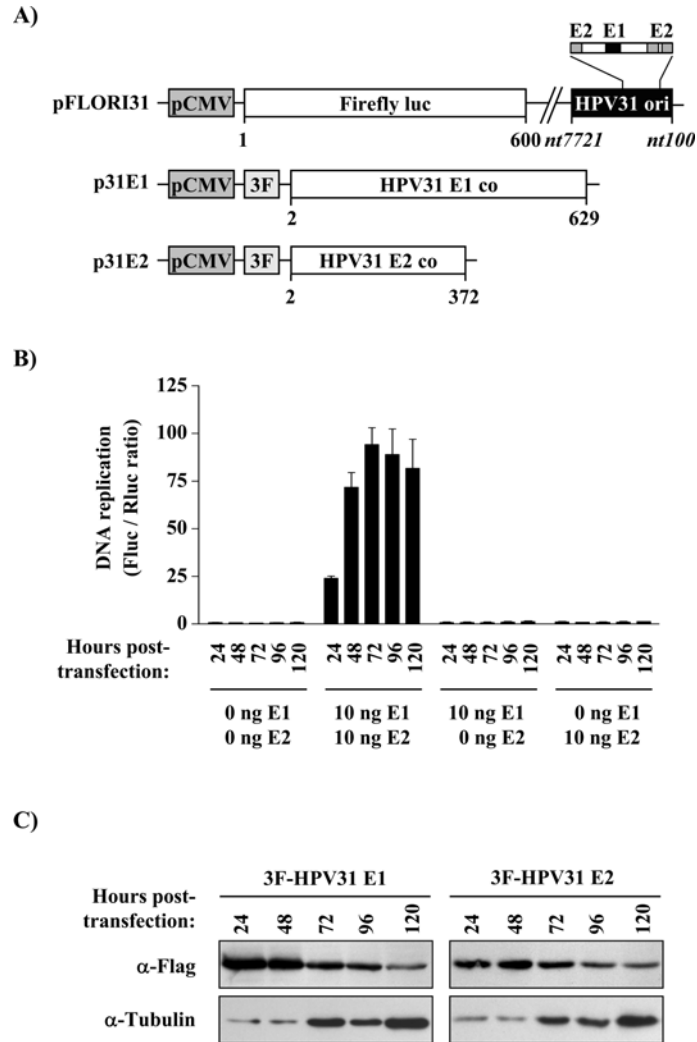 A)
E2 E1 E2
pFLORI31 pCMV Firefly luc HPV31 ori
1 600 nt7721 nt100
p31E1 pCMV 3F HPV31 E1 co
2 629
p31E2 pCMV 3F HPV31 E2 co
2 372
B)
DNA replication
(Fluc / Rluc ratio)
125
100
75
50
25
0
Hours post-
transfection:
24 48 72 96 120 24 48 72 96 120 24 48 72 96 120 24 48 72 96 120
0 ng E1 10 ng E1 10 ng E1 0 ng E1
0 ng E2 10 ng E2 0 ng E2 10 ng E2
C)
3F-HPV31 E1 3F-HPV31 E2
Hours post-
transfection:
24 48 72 96 120 24 48 72 96 120
α-Flag
α-Tubulin